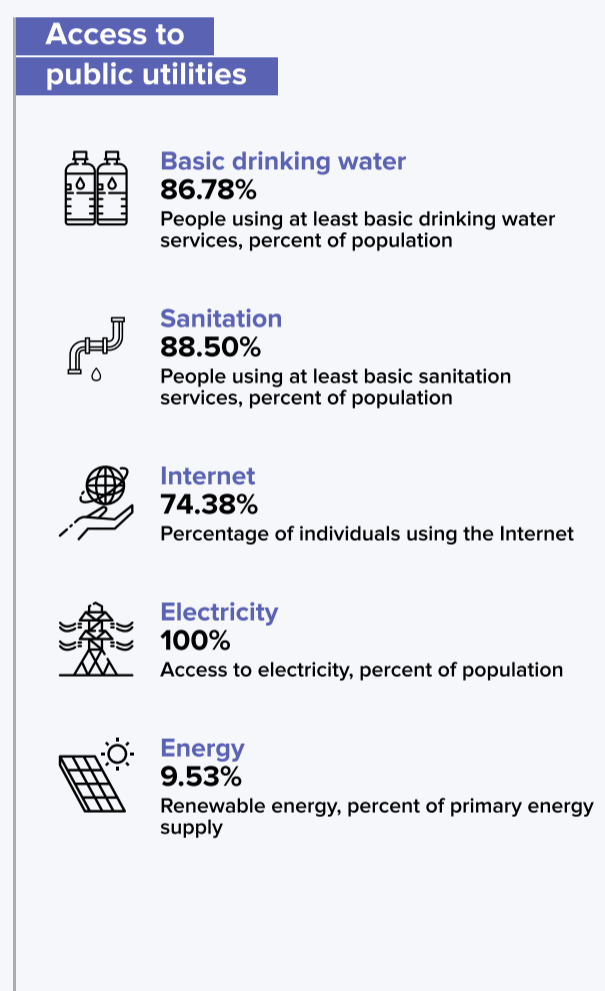 Access to
public utilities
Basic drinking water
86.78%
People using at least basic drinking water
services, percent of population
Sanitation
88.50%
People using at least basic sanitation
services, percent of population
Internet
74.38%
Percentage of individuals using the Internet
Electricity
100%
Access to electricity, percent of population
Energy
9.53%
Renewable energy, percent of primary energy
supply